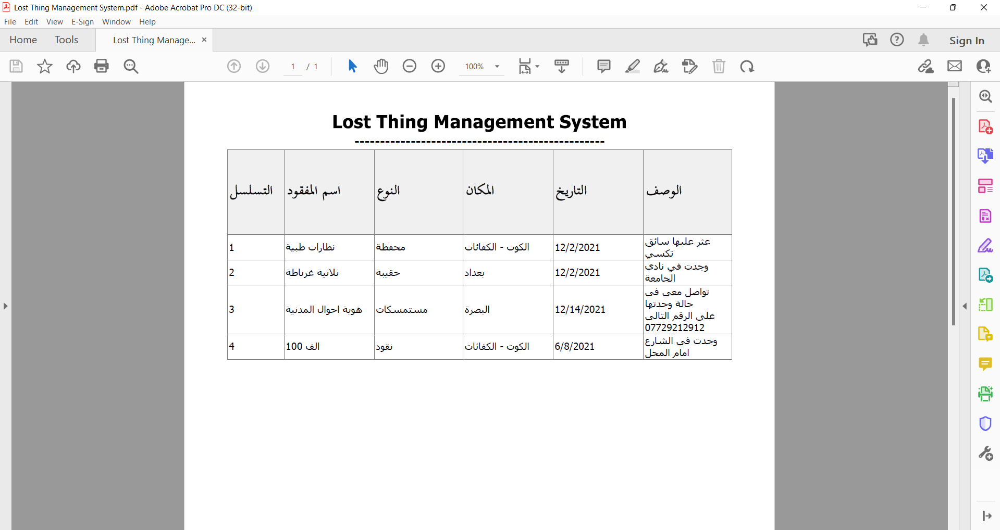 Lost Thing Management System.pdf - Adobe Acrobat Pro DC (32-bit)
File Edit View E-Sign Window Help
Home Tools Lost Thing Manage... × Sign In
1 / 1 100%
Lost Thing Management System
------------------------------------------------
التسلسل اسم المفقود النوع المكان التاريخ الوصف
1 نظارات طبية محفظة الكوت - الكفائات 12/2/2021 عثر عليها سائق
تكسي
2 ثلاثية غرناطة حقيبة بغداد 12/2/2021 وجدت في نادي
الجامعة
3 هوية احوال المدنية مستمسكات البصرة 12/14/2021 تواصل معي في
حالة وجدتها
على الرقم التالي
07729212912
4 100 الف نقود الكوت - الكفائات 6/8/2021 وجدت في الشارع
امام المحل